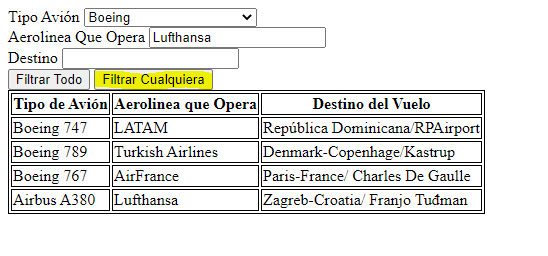 Tipo Avión Boeing
Aerolinea Que Opera Lufthansa
Destino
Filtrar Todo Filtrar Cualquiera
Tipo de Avión Aerolinea que Opera Destino del Vuelo
Boeing 747 LATAM República Dominicana/RPAirport
Boeing 789 Turkish Airlines Denmark-Copenhage/Kastrup
Boeing 767 AirFrance Paris-France/ Charles De Gaulle
Airbus A380 Lufthansa Zagreb-Croatia/ Franjo Tuđman